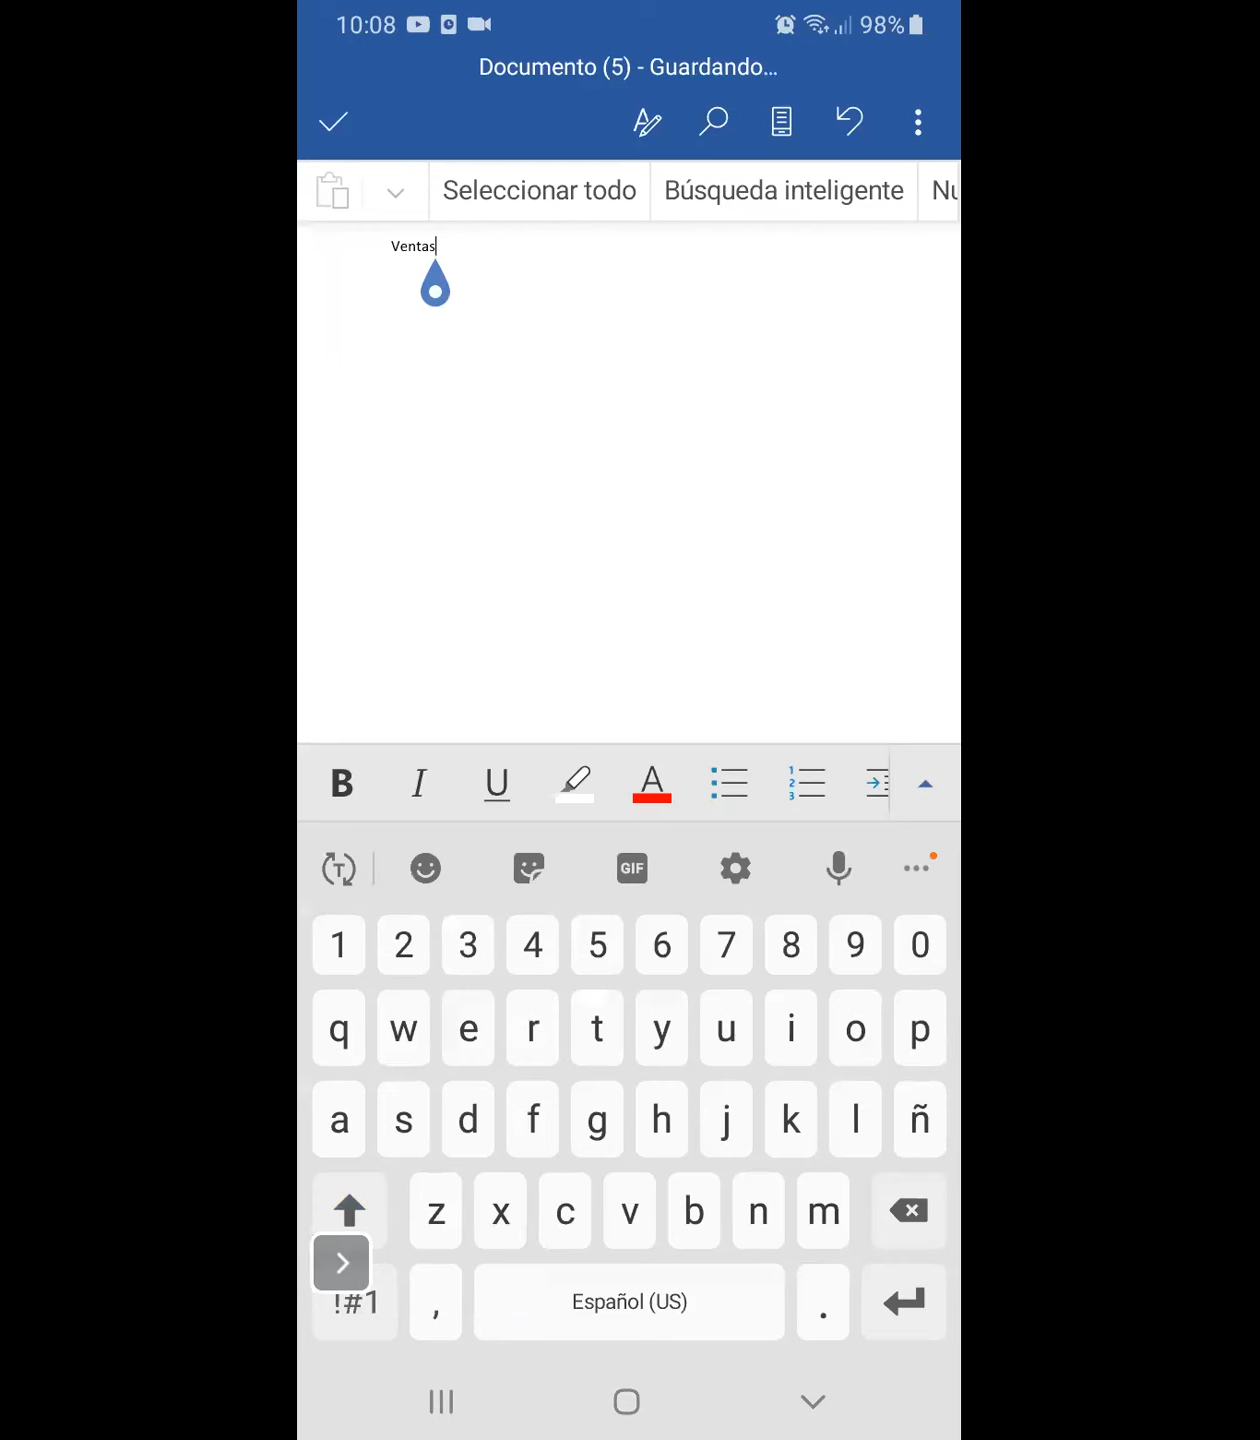 10:08 98%
Documento (5) - Guardando...
Seleccionar todo Búsqueda inteligente
Ventas
B I U A
GIF
1 2 3 4 5 6 7 8 9 0
q w e r t y u i o p
a s d f g h j k l ñ
z x c v b n m
!#1 , Español (US) .